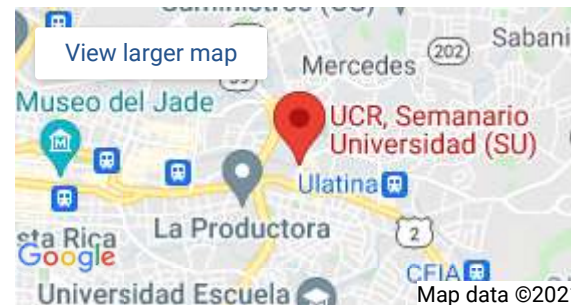 View larger map
202
Sabani
Mercedes
39
Museo del Jade
UCR, Semanario
Universidad (SU)
Ulatina
La Productora
2
sta Rica
Google
CFIA
Universidad Escuela
Map data ©202